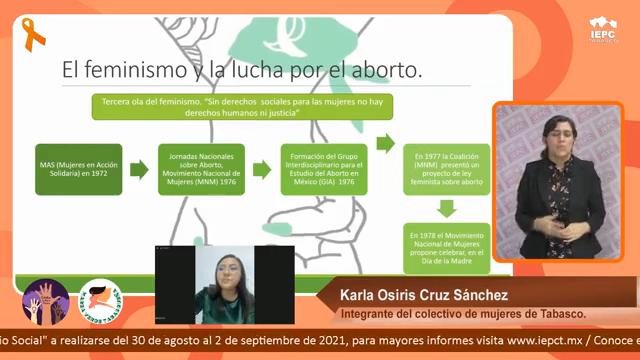 IEPC
TABASCO
El feminismo y la lucha por el aborto.
Tercera ola del feminismo. “Sin derechos sociales para las mujeres no hay
derechos humanos ni justicia”
MAS (Mujeres en Acción
Solidaria) en 1972
Jornadas Nacionales
sobre Aborto,
Movimiento Nacional de
Mujeres (MNM) 1976
Formación del Grupo
Interdisciplinario para el
Estudio del Aborto en
México (GIA) 1976
En 1977 la Coalición
(MNM) presentó un
proyecto de ley
feminista sobre aborto
En 1978 el Movimiento
Nacional de Mujeres
propone celebrar, en el
Día de la Madre
Karla Osiris Cruz Sánchez
Integrante del colectivo de mujeres de Tabasco.
io Social" a realizarse del 30 de agosto al 2 de septiembre de 2021, para mayores informes visita www.iepct.mx / Conoce e